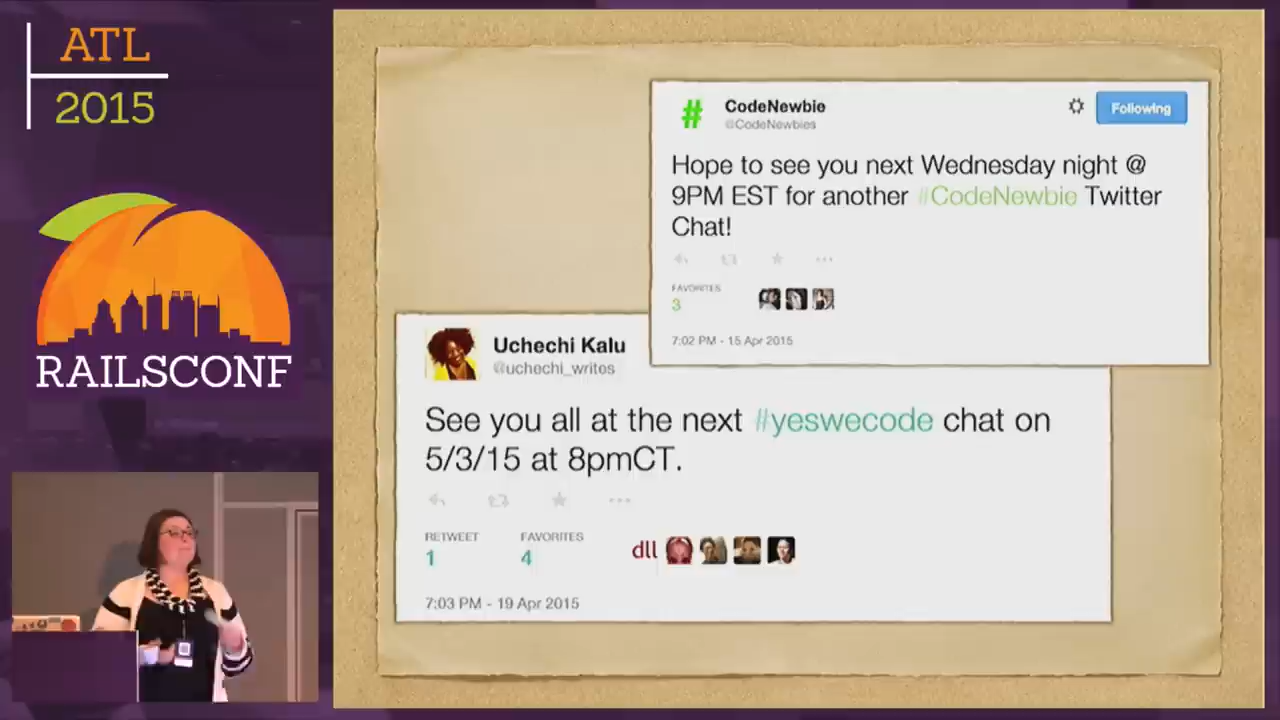 ATL
2015
RAILSCONF
CodeNewbie
@CodeNewbies
Following
Hope to see you next Wednesday night @
9PM EST for another #CodeNewbie Twitter
Chat!
FAVORITES
3
7:02 PM - 15 Apr 2015
Uchechi Kalu
@uchechi_writes
See you all at the next #yeswecode chat on
5/3/15 at 8pmCT.
RETWEET
FAVORITES
1
4
dll
7:03 PM - 19 Apr 2015